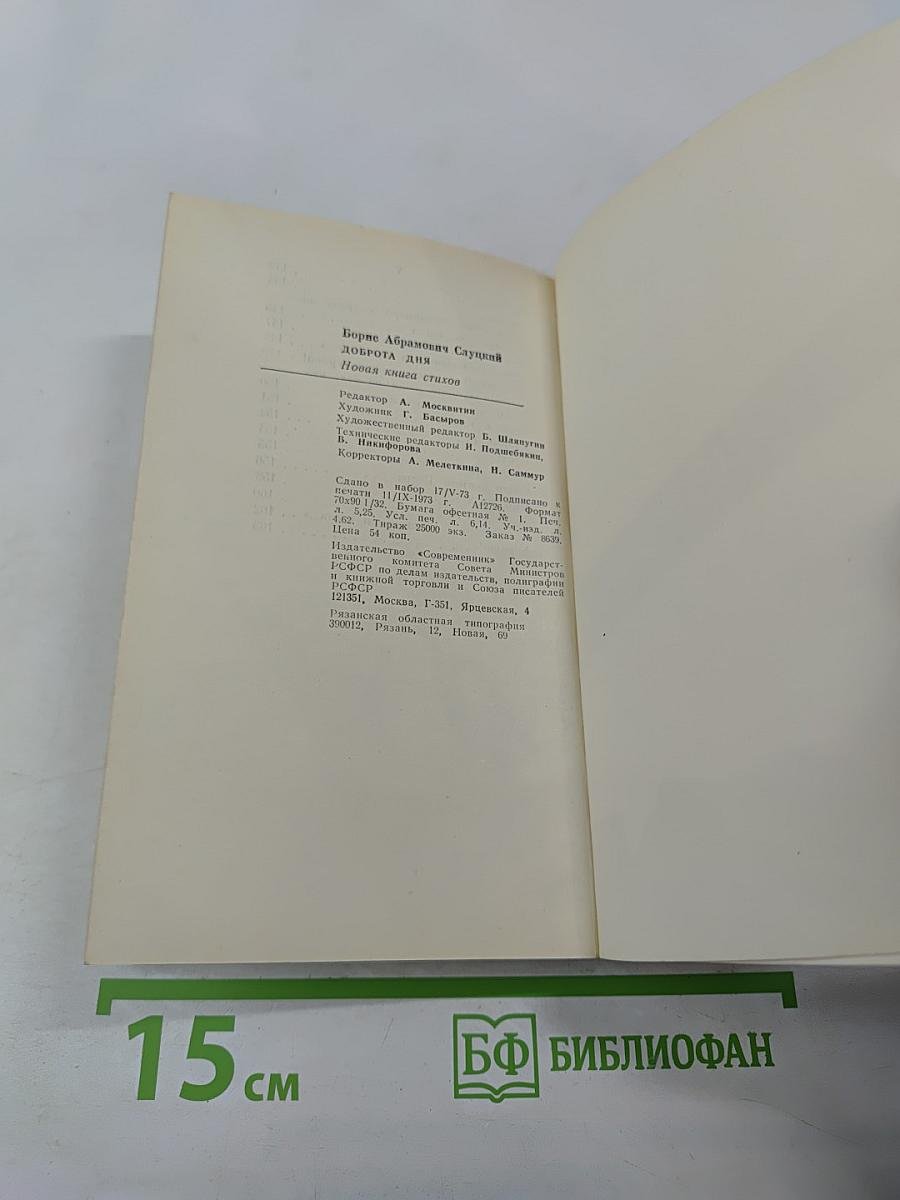 Борис Абрамович Слуцкий
ДОБРОТА ДНЯ
Новая книга стихов
Редактор А. Москвитин
Художник Г. Басыров
Художественный редактор Б. Шляпугин
Технические редакторы И. Подшебякин,
В. Никифорова
Корректоры А. Мелеткина, Н. Саммур
Сдано в набор 17/V-73 г. Подписано к
печати 11/IX-1973 г. А12726. Формат
70х90 1/32. Бумага офсетная № 1. Печ.
л. 5,25. Усл. печ. л. 6,14. Уч.-изд. л.
4,62. Тираж 25000 экз. Заказ № 8639.
Цена 54 коп.
Издательство «Современник» Государст-
венного комитета Совета Министров
РСФСР по делам издательств, полиграфии
и книжной торговли и Союза писателей
РСФСР
121351, Москва, Г-351, Ярцевская, 4
Рязанская областная типография
390012, Рязань, 12, Новая, 69
15 см
БФ БИБЛИОФАН